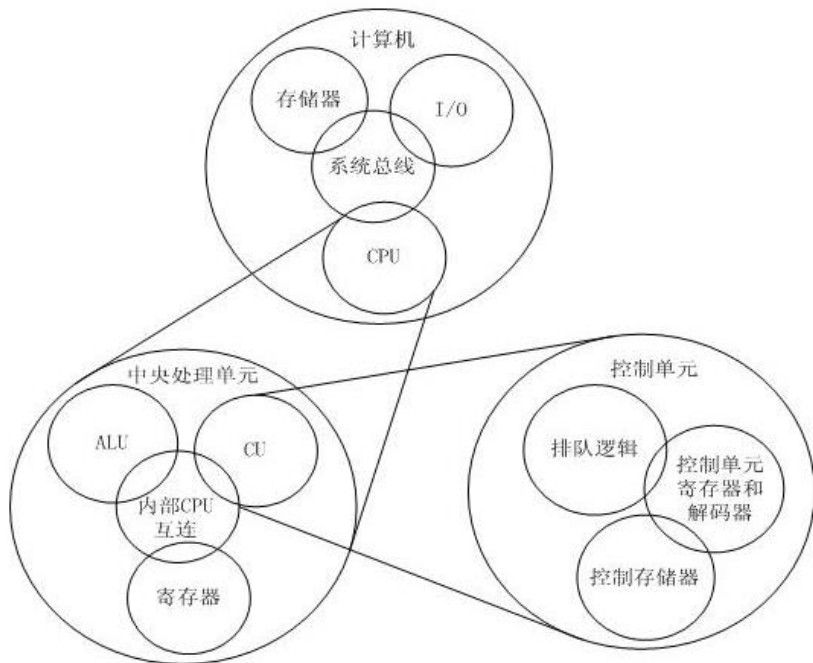 计算机
存储器
I/O
系统总线
CPU
中央处理单元
ALU
CU
内部CPU
互连
寄存器
控制单元
排队逻辑
控制单元
寄存器和
解码器
控制存储器